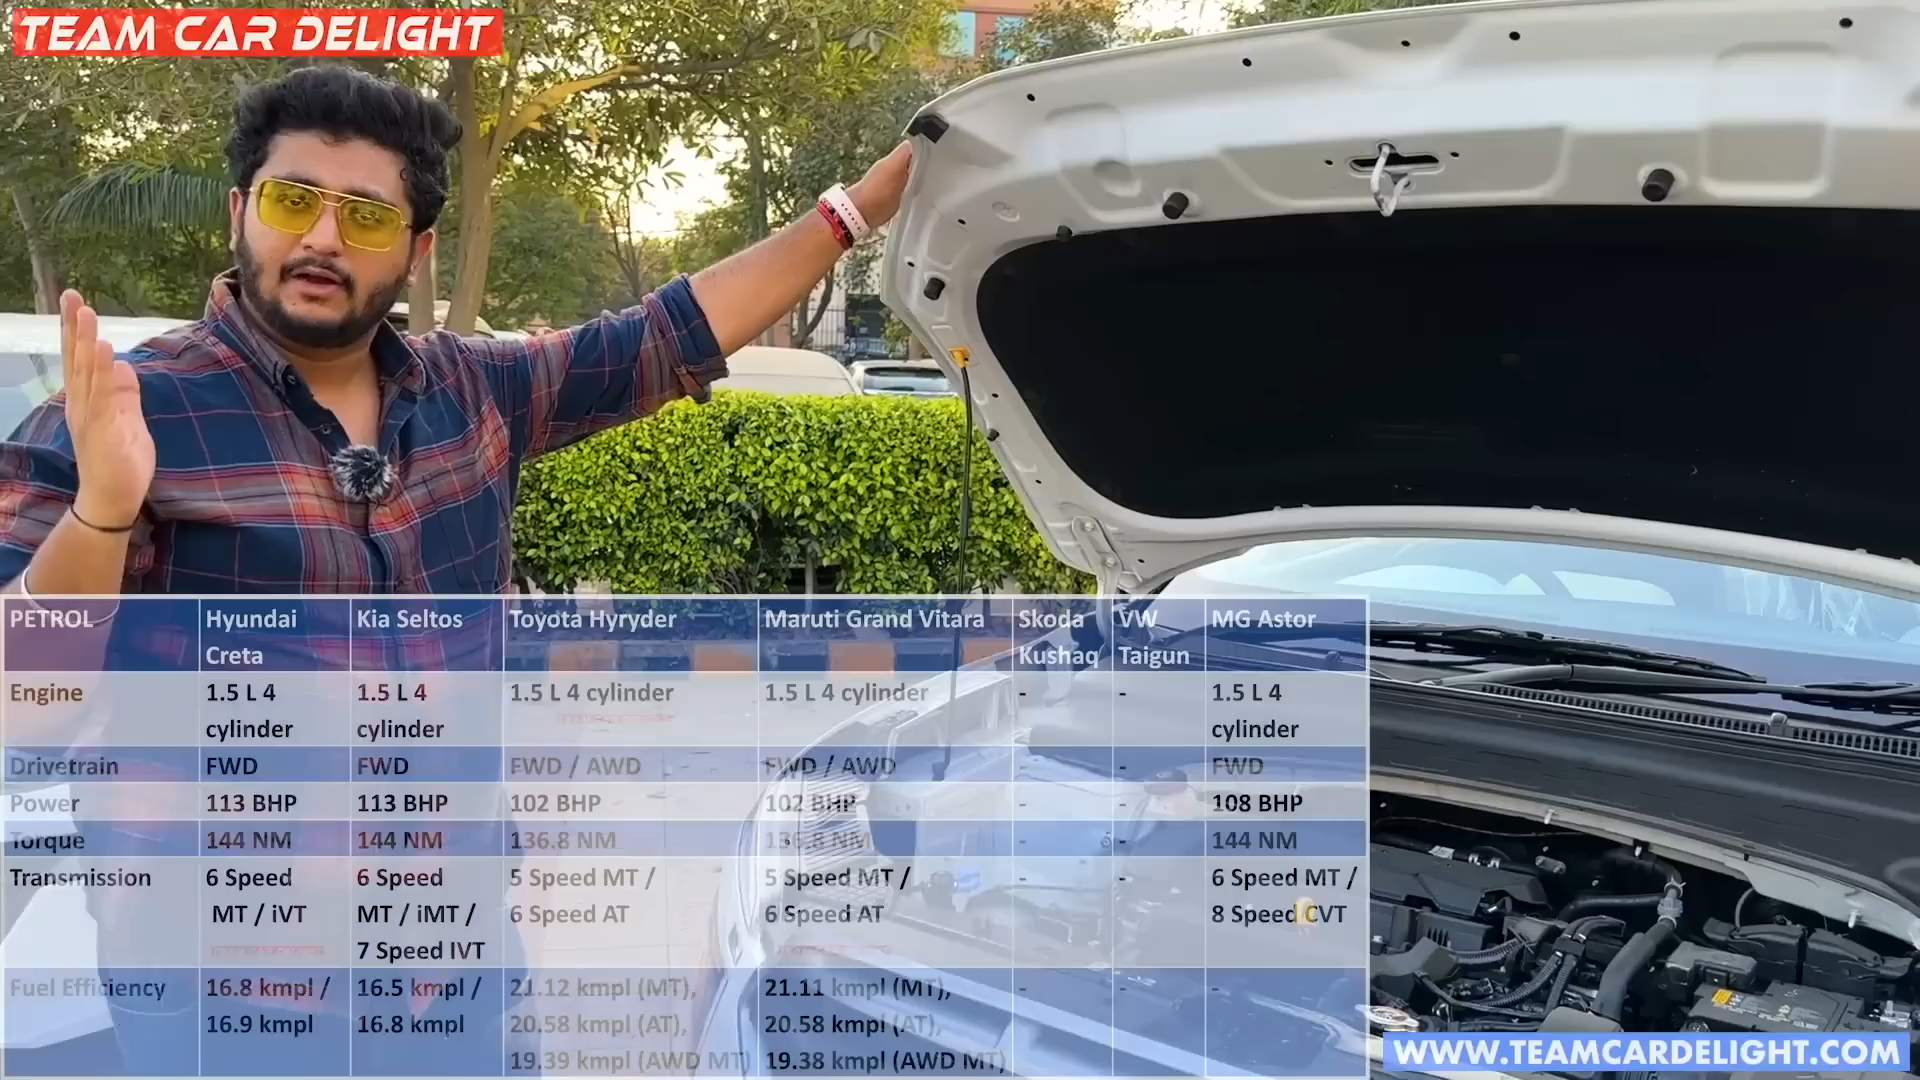 TEAM CAR DELIGHT
PETROL
Hyundai
Creta
Kia Seltos
Toyota Hyryder
Maruti Grand Vitara
Skoda
Kushaq
VW
Taigun
MG Astor
Engine
1.5 L 4
cylinder
1.5 L 4
cylinder
1.5 L 4 cylinder
1.5 L 4 cylinder
-
-
1.5 L 4
cylinder
Drivetrain
FWD
FWD
FWD / AWD
FWD / AWD
-
-
FWD
Power
113 BHP
113 BHP
102 BHP
102 BHP
-
-
108 BHP
Torque
144 NM
144 NM
136.8 NM
136.8 NM
-
-
144 NM
Transmission
6 Speed
MT / iVT
6 Speed
MT / iMT /
7 Speed IVT
5 Speed MT /
6 Speed AT
5 Speed MT /
6 Speed AT
-
-
6 Speed MT /
8 Speed CVT
Fuel Efficiency
16.8 kmpl /
16.9 kmpl
16.5 kmpl /
16.8 kmpl
21.12 kmpl (MT),
20.58 kmpl (AT),
19.39 kmpl (AWD MT)
21.11 kmpl (MT),
20.58 kmpl (AT),
19.38 kmpl (AWD MT)
-
-
-
WWW.TEAMCARDELIGHT.COM